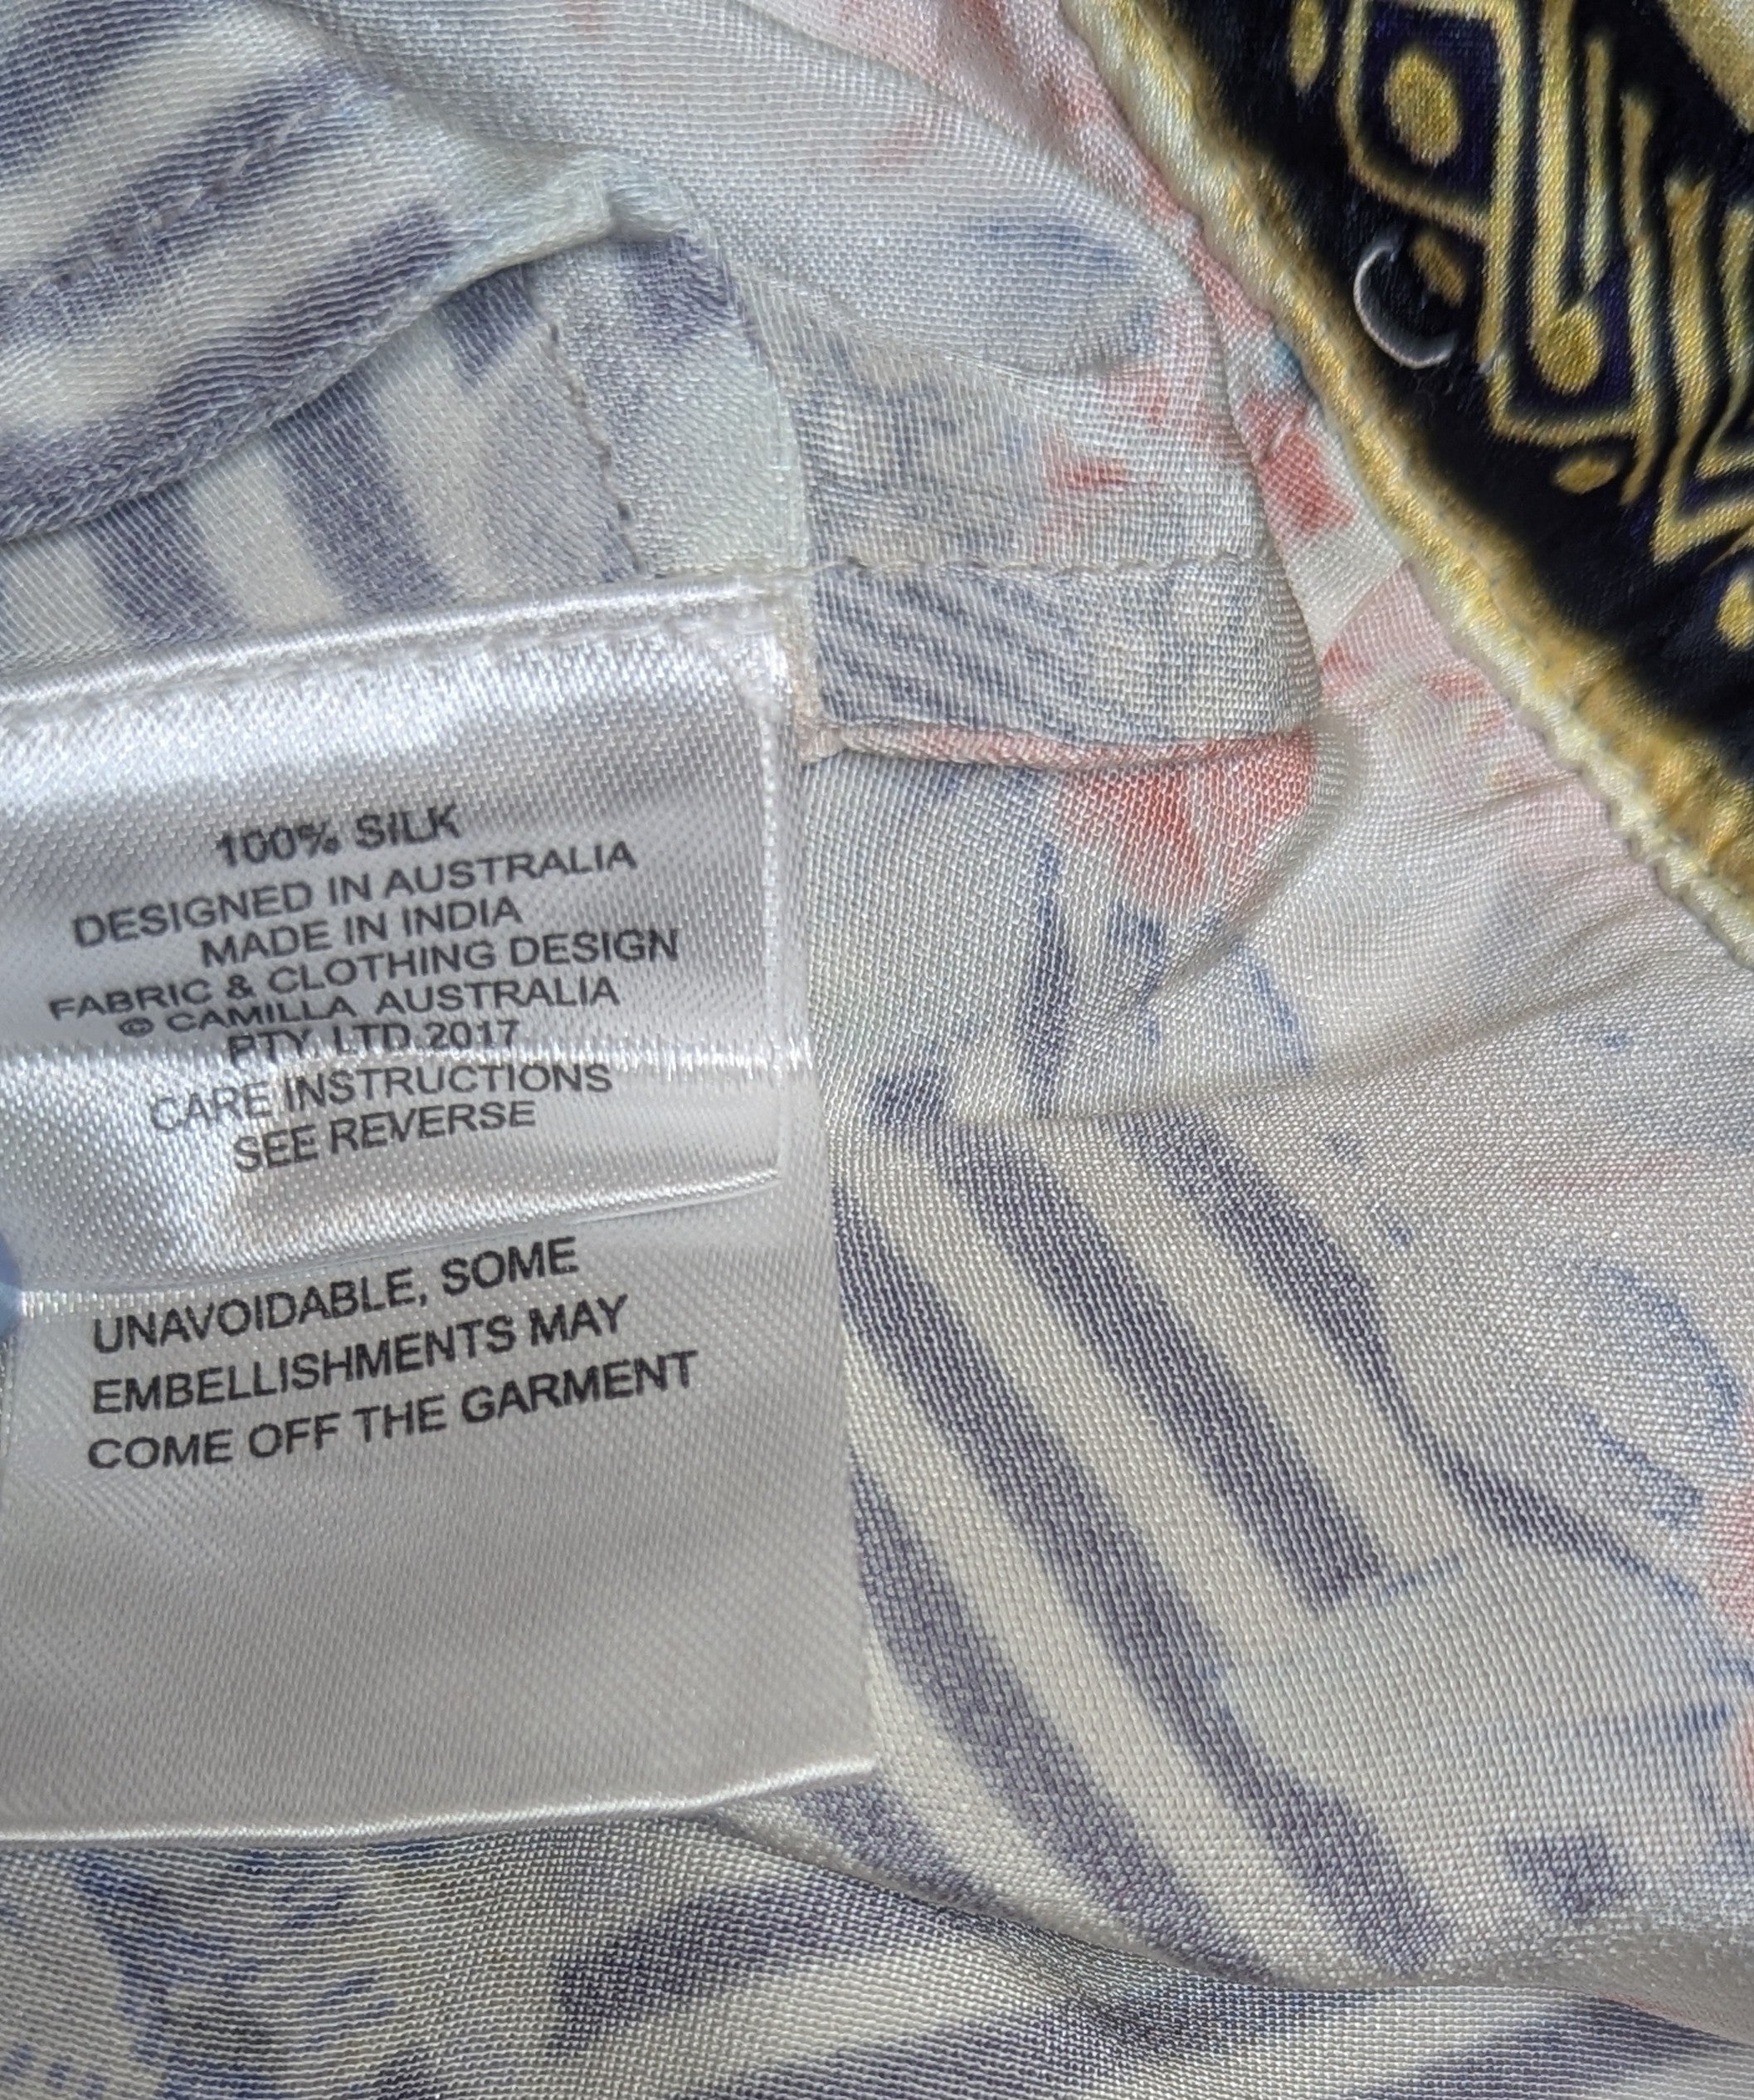 100% SILK
DESIGNED IN AUSTRALIA
MADE IN INDIA
FABRIC & CLOTHING DESIGN
© CAMILLA AUSTRALIA
PTY. LTD.2017
CARE INSTRUCTIONS
SEE REVERSE
UNAVOIDABLE, SOME
EMBELLISHMENTS MAY
COME OFF THE GARMENT